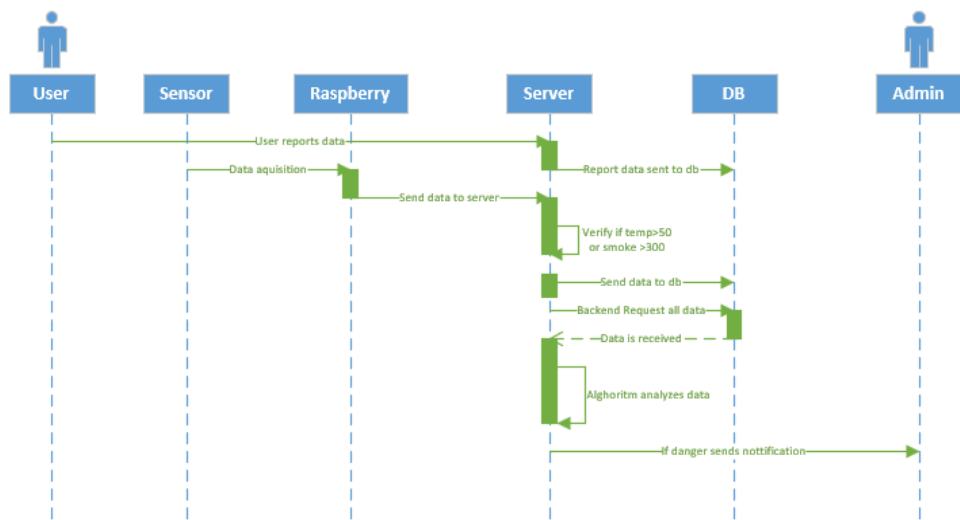 User
Sensor
Raspberry
Server
DB
Admin
User reports data
Report data sent to db
Data aquisition
Send data to server
Verify if temp>50
or smoke >300
Send data to db
Backend Request all data
Data is received
Alghoritm analyzes data
If danger sends nottification